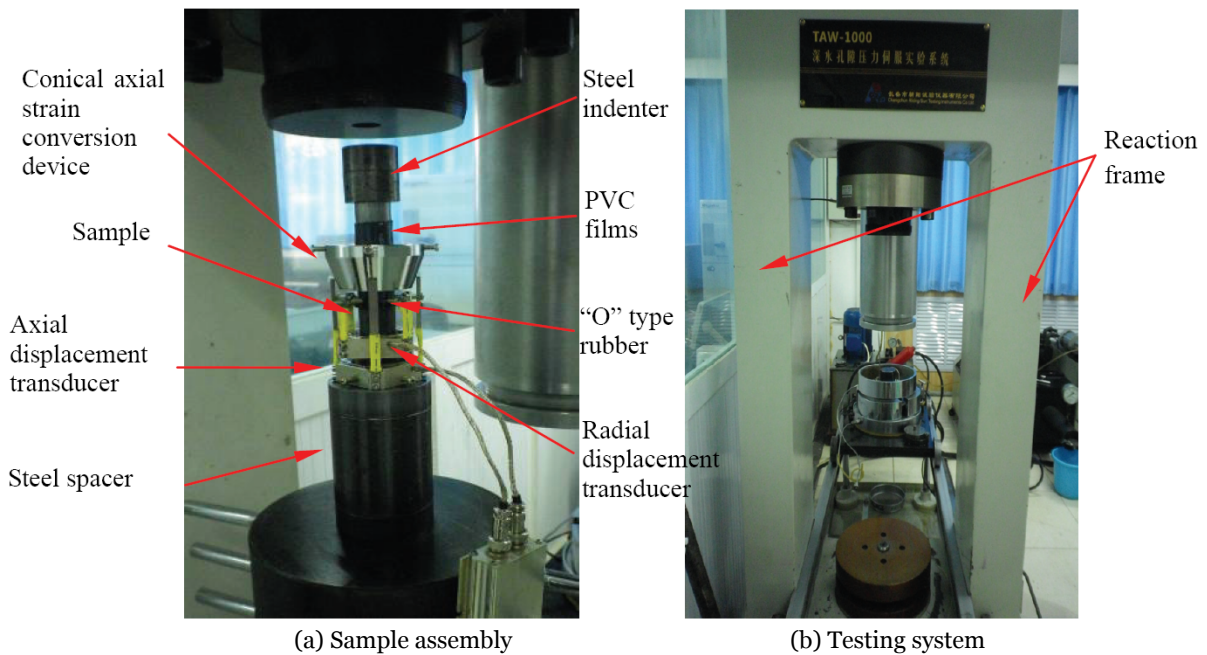 Conical axial
strain
conversion
device
Sample
Axial
displacement
transducer
Steel spacer
Steel
indenter
PVC
films
“O” type
rubber
Radial
displacement
transducer
(a) Sample assembly
TAW-1000
深水孔隙压力伺服实验系统
Reaction
frame
(b) Testing system